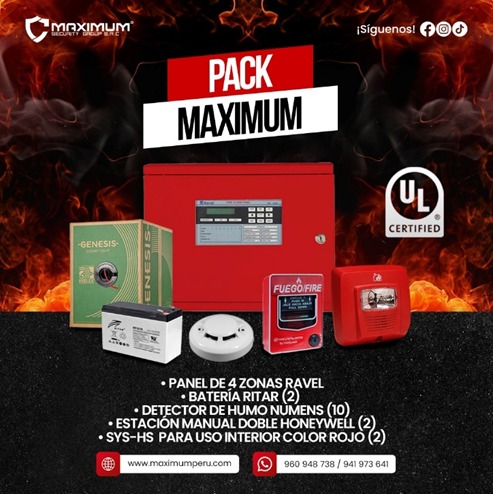 MAXIMUM
SECURITY GROUP S.A.C
¡Síguenos!
PACK
MAXIMUM
UL
CERTIFIED
GENESIS
GENESIS
RITAR
FUEGO/FIRE
• PANEL DE 4 ZONAS RAVEL
• BATERÍA RITAR (2)
• DETECTOR DE HUMO NUMENS (10)
• ESTACIÓN MANUAL DOBLE HONEYWELL (2)
• SYS-HS PARA USO INTERIOR COLOR ROJO (2)
www.maximumperu.com
960 948 738 / 941 973 641